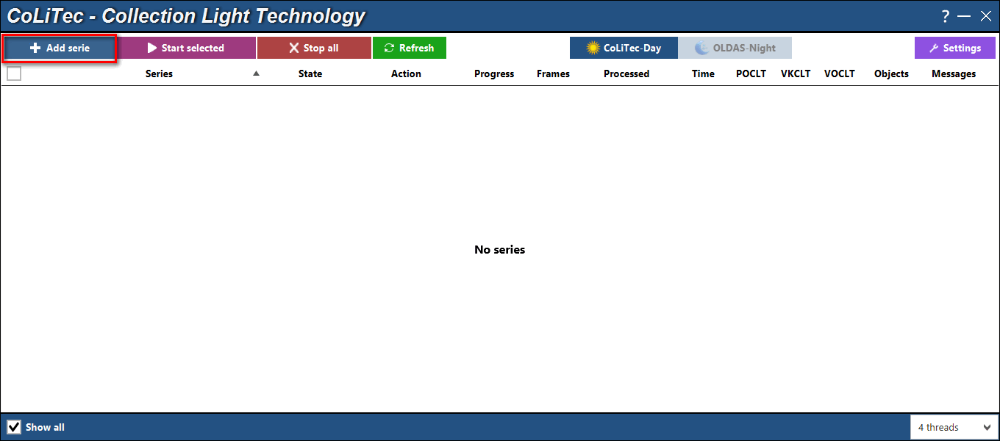 CoLiTec - Collection Light Technology ?
Add serie Start selected Stop all Refresh CoLiTec-Day OLDAS-Night Settings
Series State Action Progress Frames Processed Time POCLT VKCLT VOCLT Objects Messages
No series
Show all 4 threads